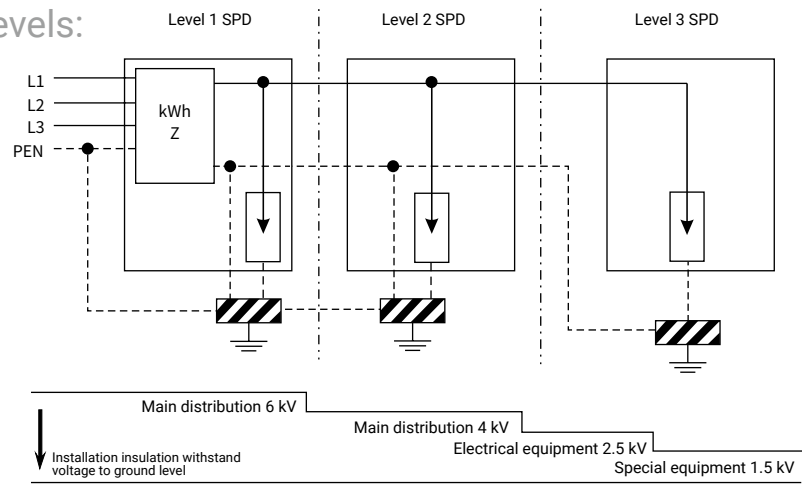 evels:
Level 1 SPD
Level 2 SPD
Level 3 SPD
L1
L2
L3
PEN
kWh
Z
Main distribution 6 kV
Main distribution 4 kV
Electrical equipment 2.5 kV
Special equipment 1.5 kV
Installation insulation withstand
voltage to ground level